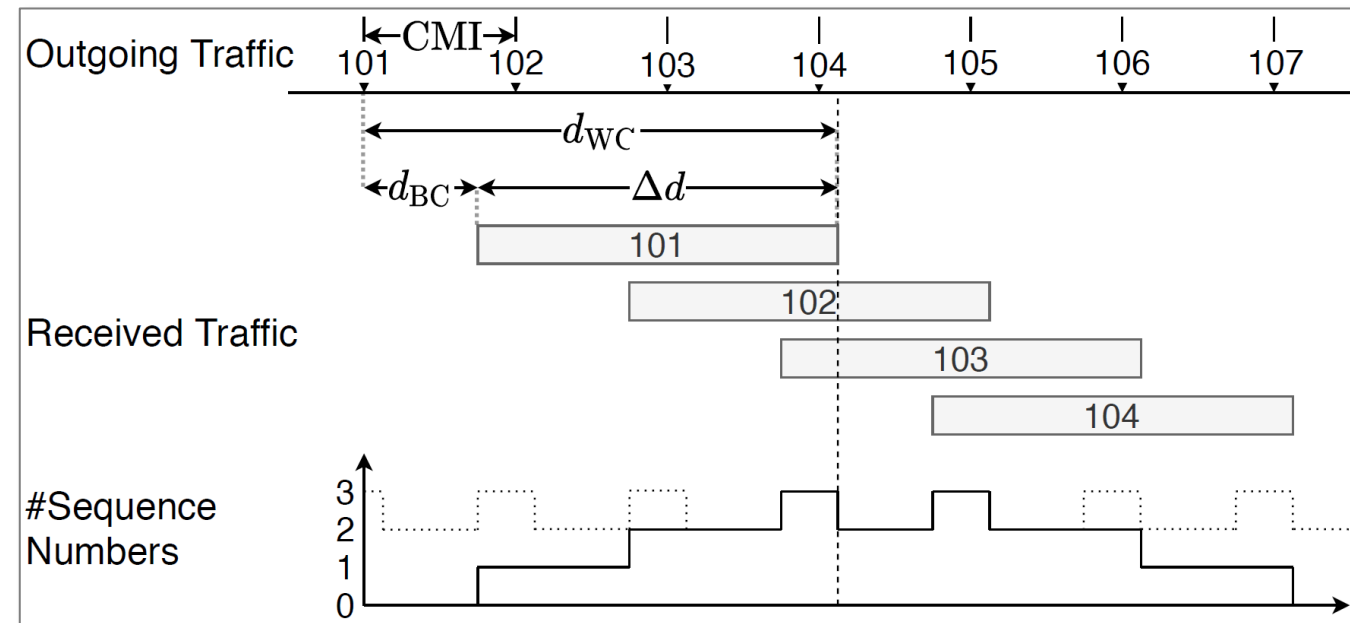 CMI
Outgoing Traffic 101 102 103 104 105 106 107
d_WC
d_BC Δd
101
102
Received Traffic
103
104
#Sequence
Numbers
3
2
1
0